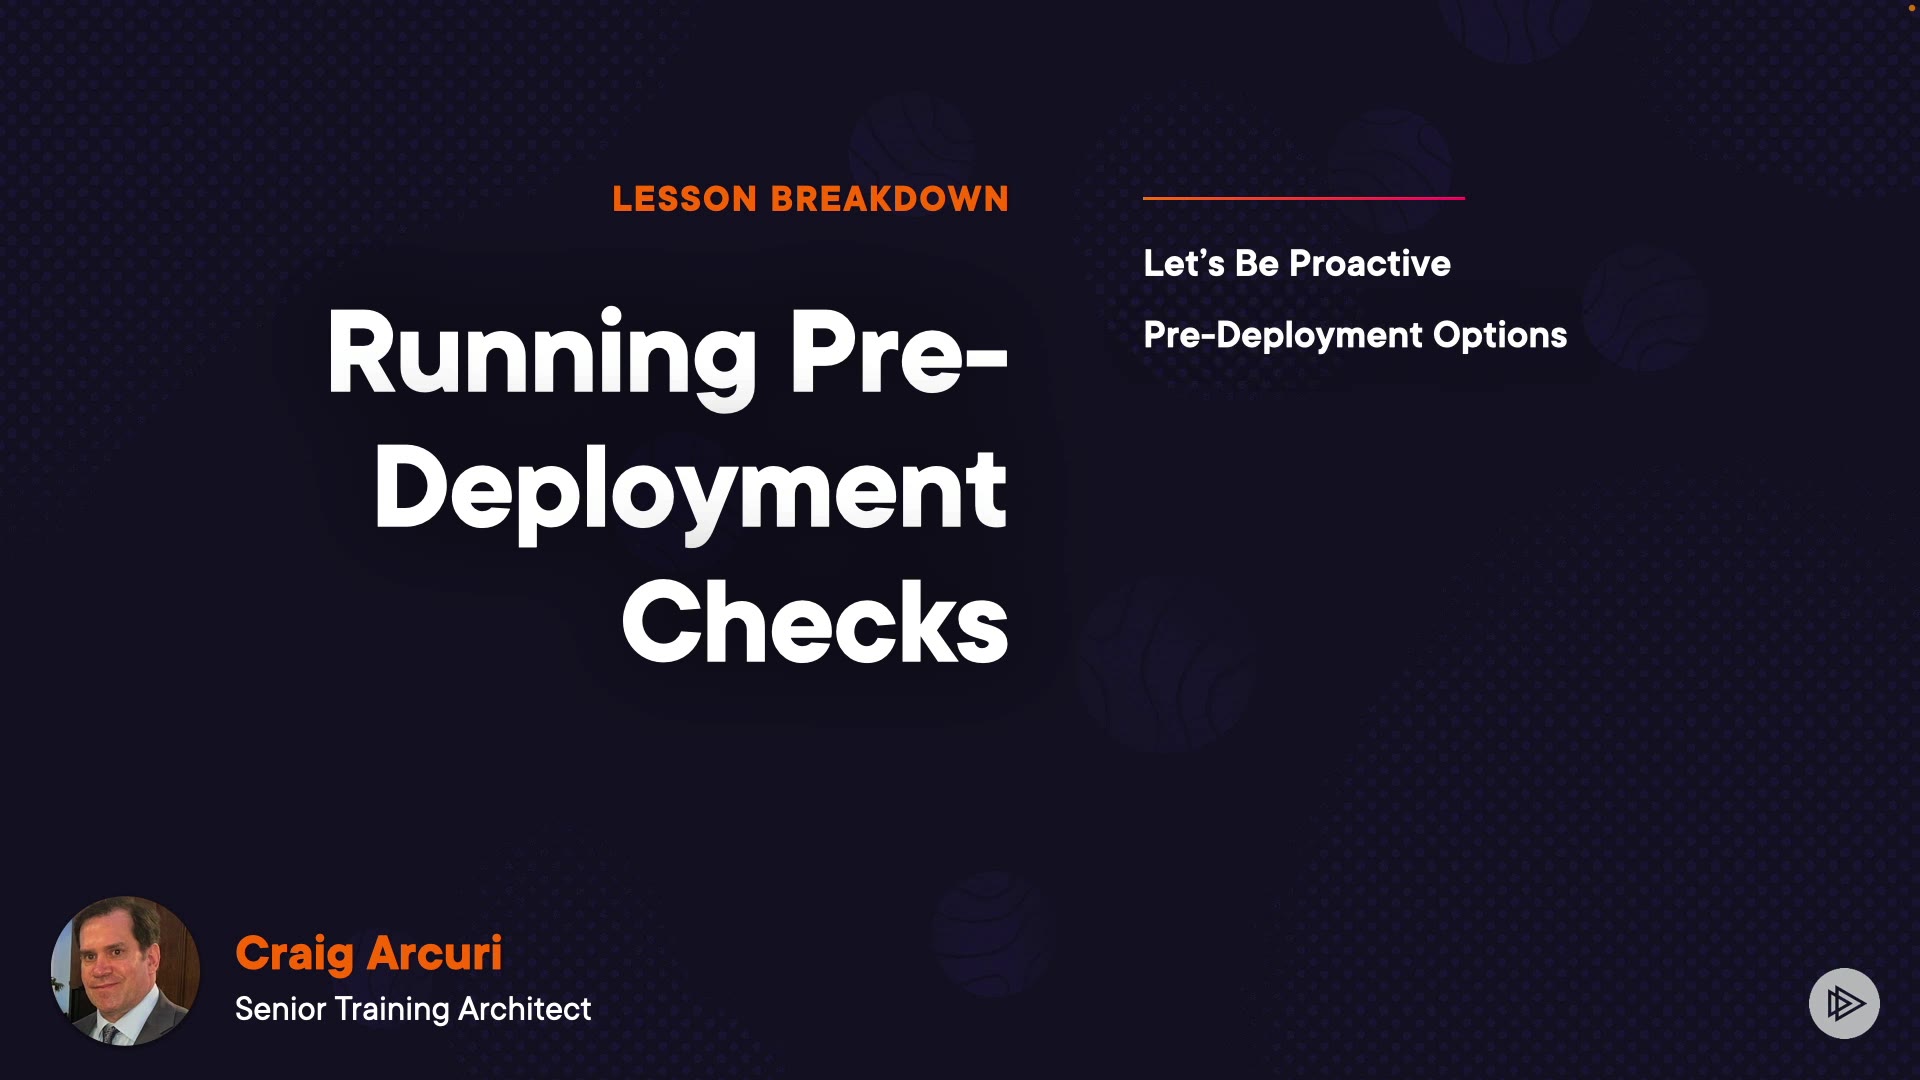 LESSON BREAKDOWN
Running Pre-
Deployment
Checks
Let’s Be Proactive
Pre-Deployment Options
Craig Arcuri
Senior Training Architect